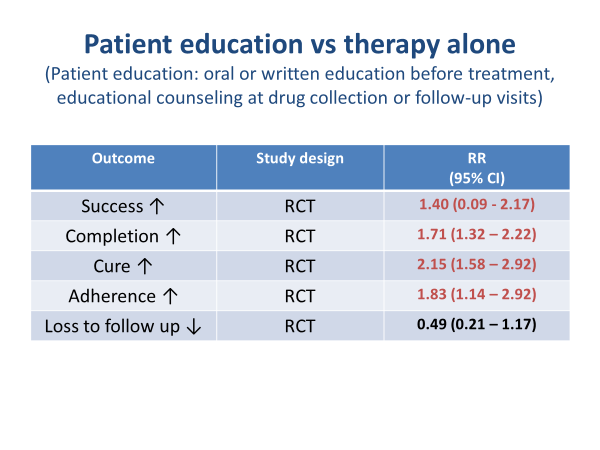 Patient education vs therapy alone
(Patient education: oral or written education before treatment,
educational counseling at drug collection or follow-up visits)
Outcome Study design RR
(95% CI)
Success ↑ RCT 1.40 (0.09 - 2.17)
Completion ↑ RCT 1.71 (1.32 – 2.22)
Cure ↑ RCT 2.15 (1.58 – 2.92)
Adherence ↑ RCT 1.83 (1.14 – 2.92)
Loss to follow up ↓ RCT 0.49 (0.21 – 1.17)